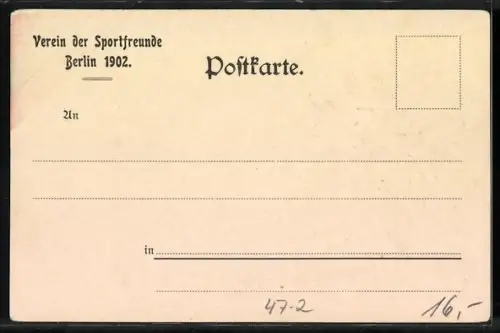 Verein der Sportfreunde
Berlin 1902.
Poſtkarte.
An
in
47-2
16,-